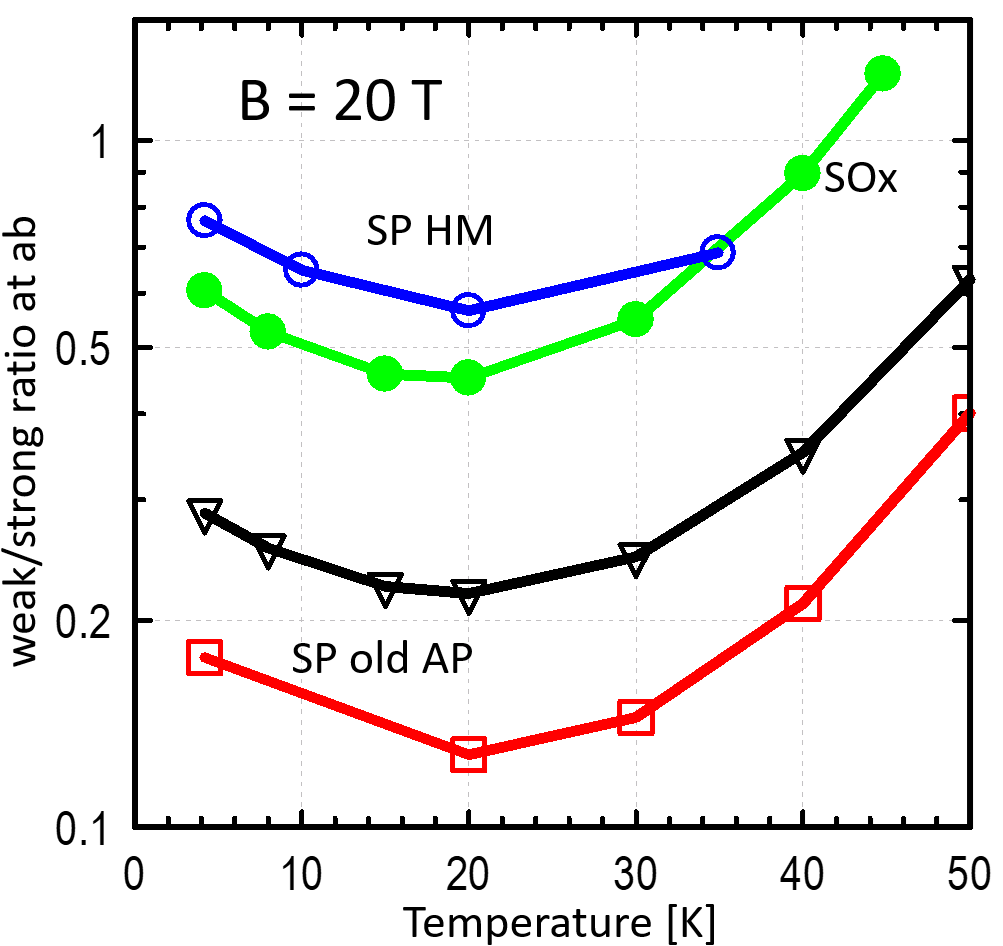 B = 20 T
1
SOx
SP HM
0.5
weak/strong ratio at ab
0.2
SP old AP
0.1
0 10 20 30 40 50
Temperature [K]